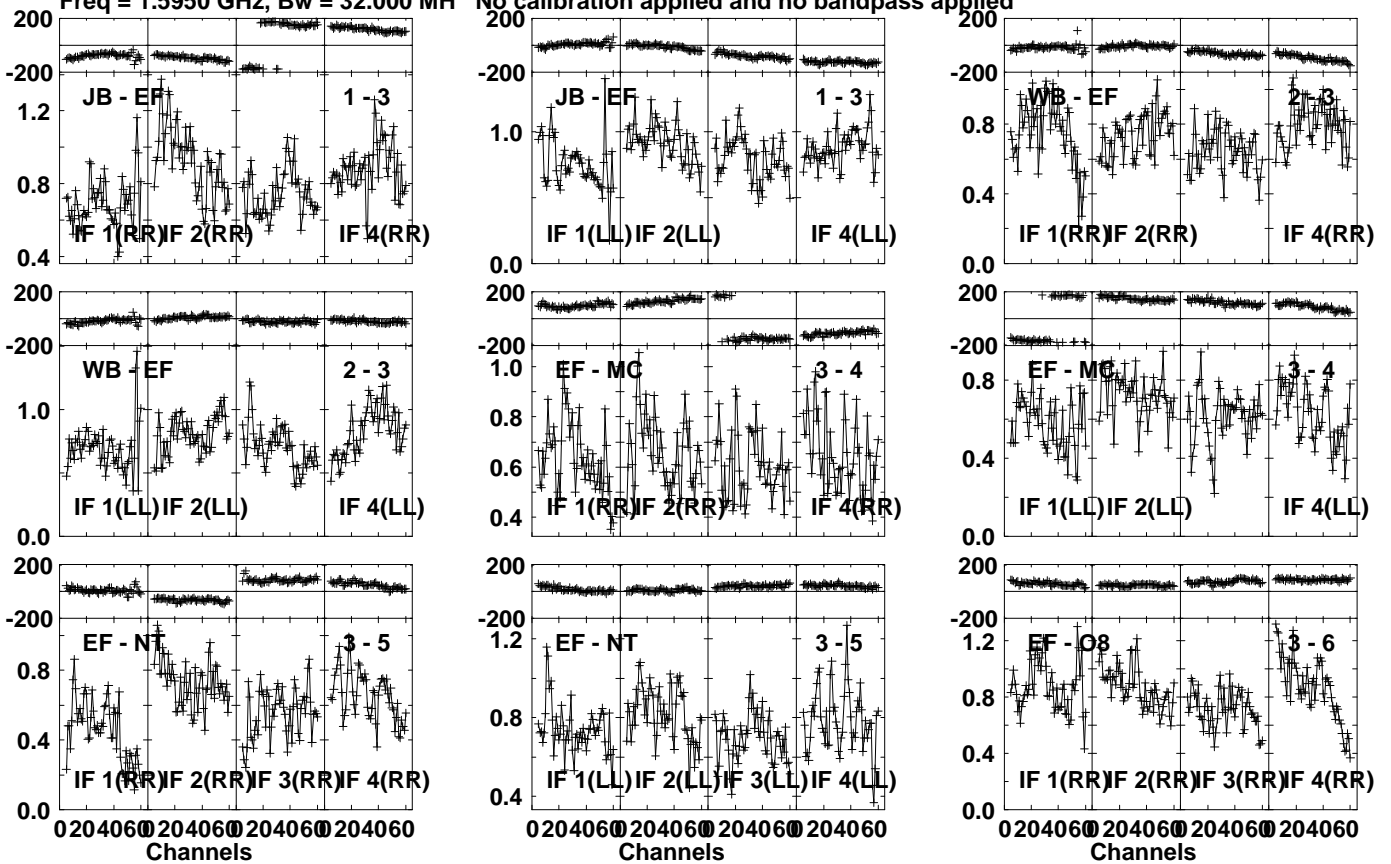 Freq = 1.5950 GHz, Bw = 32.000 MH No calibration applied and no bandpass applied
200
-200
JB - EF
1 - 3
1.2
0.8
0.4
IF 1(RR) IF 2(RR) IF 4(RR)
200
-200
JB - EF
1 - 3
1.0
0.0
IF 1(LL) IF 2(LL) IF 4(LL)
200
-200
WB - EF
2 - 3
0.8
0.4
0.0
IF 1(RR) IF 2(RR) IF 4(RR)
200
-200
WB - EF
2 - 3
1.0
0.0
IF 1(LL) IF 2(LL) IF 4(LL)
200
-200
EF - MC
3 - 4
1.0
0.8
0.6
0.4
IF 1(RR) IF 2(RR) IF 4(RR)
200
-200
EF - MC
3 - 4
0.8
0.4
0.0
IF 1(LL) IF 2(LL) IF 4(LL)
200
-200
EF - NT
3 - 5
0.8
0.4
0.0
IF 1(RR) IF 2(RR) IF 3(RR) IF 4(RR)
0 20 40 60 0 20 40 60 0 20 40 60 0 20 40 60
Channels
200
-200
EF - NT
3 - 5
1.2
0.8
0.4
IF 1(LL) IF 2(LL) IF 3(LL) IF 4(LL)
0 20 40 60 0 20 40 60 0 20 40 60 0 20 40 60
Channels
200
-200
EF - O8
3 - 6
1.2
0.8
0.4
0.0
IF 1(RR) IF 2(RR) IF 3(RR) IF 4(RR)
0 20 40 60 0 20 40 60 0 20 40 60 0 20 40 60
Channels